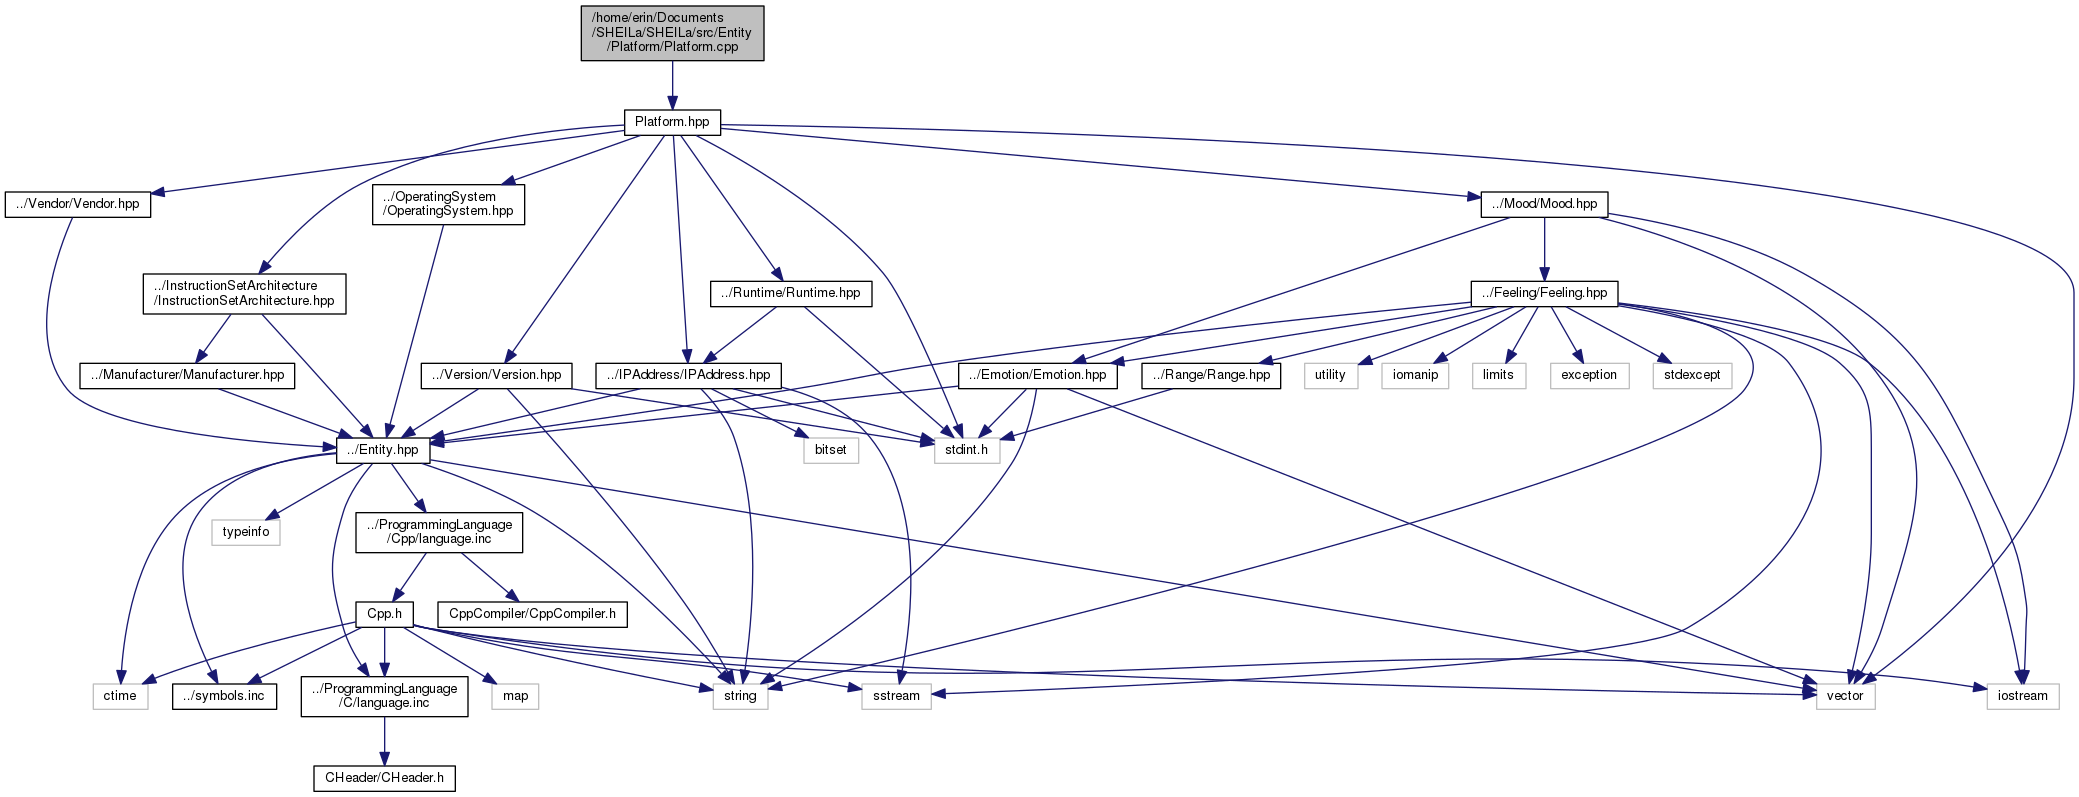 /home/erin/Documents
/SHEILa/SHEILa/src/Entity
/Platform/Platform.cpp
Platform.hpp
../Vendor/Vendor.hpp
../OperatingSystem
/OperatingSystem.hpp
../Mood/Mood.hpp
../InstructionSetArchitecture
/InstructionSetArchitecture.hpp
../Runtime/Runtime.hpp
../Feeling/Feeling.hpp
../Manufacturer/Manufacturer.hpp
../Version/Version.hpp
../IPAddress/IPAddress.hpp
../Emotion/Emotion.hpp
../Range/Range.hpp
utility
iomanip
limits
exception
stdexcept
../Entity.hpp
bitset
stdint.h
typeinfo
../ProgrammingLanguage
/Cpp/language.inc
Cpp.h
CppCompiler/CppCompiler.h
ctime
../symbols.inc
../ProgrammingLanguage
/C/language.inc
map
string
sstream
vector
iostream
CHeader/CHeader.h